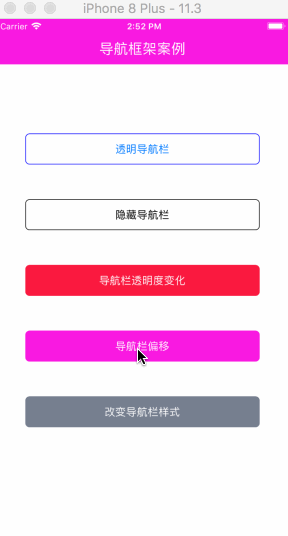 iPhone 8 Plus - 11.3
Carrier 2:52 PM
导航框架案例
透明导航栏
隐藏导航栏
导航栏透明度变化
导航栏偏移
改变导航栏样式